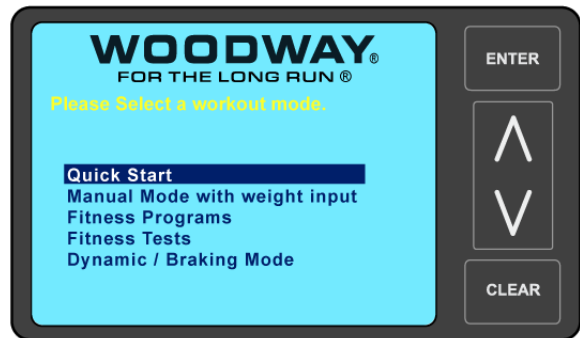 WOODWAY®
FOR THE LONG RUN ®
Please Select a workout mode.
Quick Start
Manual Mode with weight input
Fitness Programs
Fitness Tests
Dynamic / Braking Mode
ENTER
CLEAR